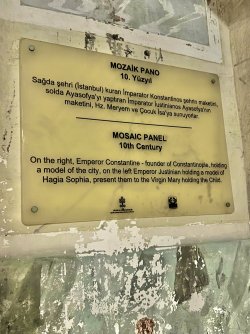 MOZAİK PANO
10. Yüzyıl
Sağda şehri (İstanbul) kuran İmparator Konstantinos şehrin maketini,
solda Ayasofya'yı yaptıran İmparator Iustinianos Ayasofya'nın
maketini, Hz. Meryem ve Çocuk İsa'ya sunuyorlar.
MOSAIC PANEL
10th Century
On the right, Emperor Constantine - founder of Constantinople, holding
a model of the city, on the left Emperor Justinian holding a model of
Hagia Sophia, present them to the Virgin Mary holding the Child.